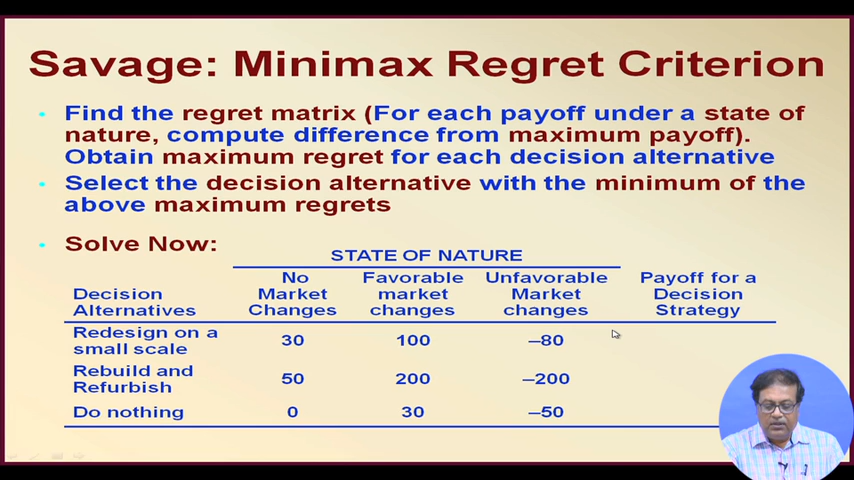 Savage: Minimax Regret Criterion
Find the regret matrix (For each payoff under a state of
nature, compute difference from maximum payoff).
Obtain maximum regret for each decision alternative
Select the decision alternative with the minimum of the
above maximum regrets
Solve Now:
STATE OF NATURE
Decision
Alternatives
No
Market
Changes
Favorable
market
changes
Unfavorable
Market
changes
Payoff for a
Decision
Strategy
Redesign on a
small scale
30 100 –80
Rebuild and
Refurbish
50 200 –200
Do nothing 0 30 –50